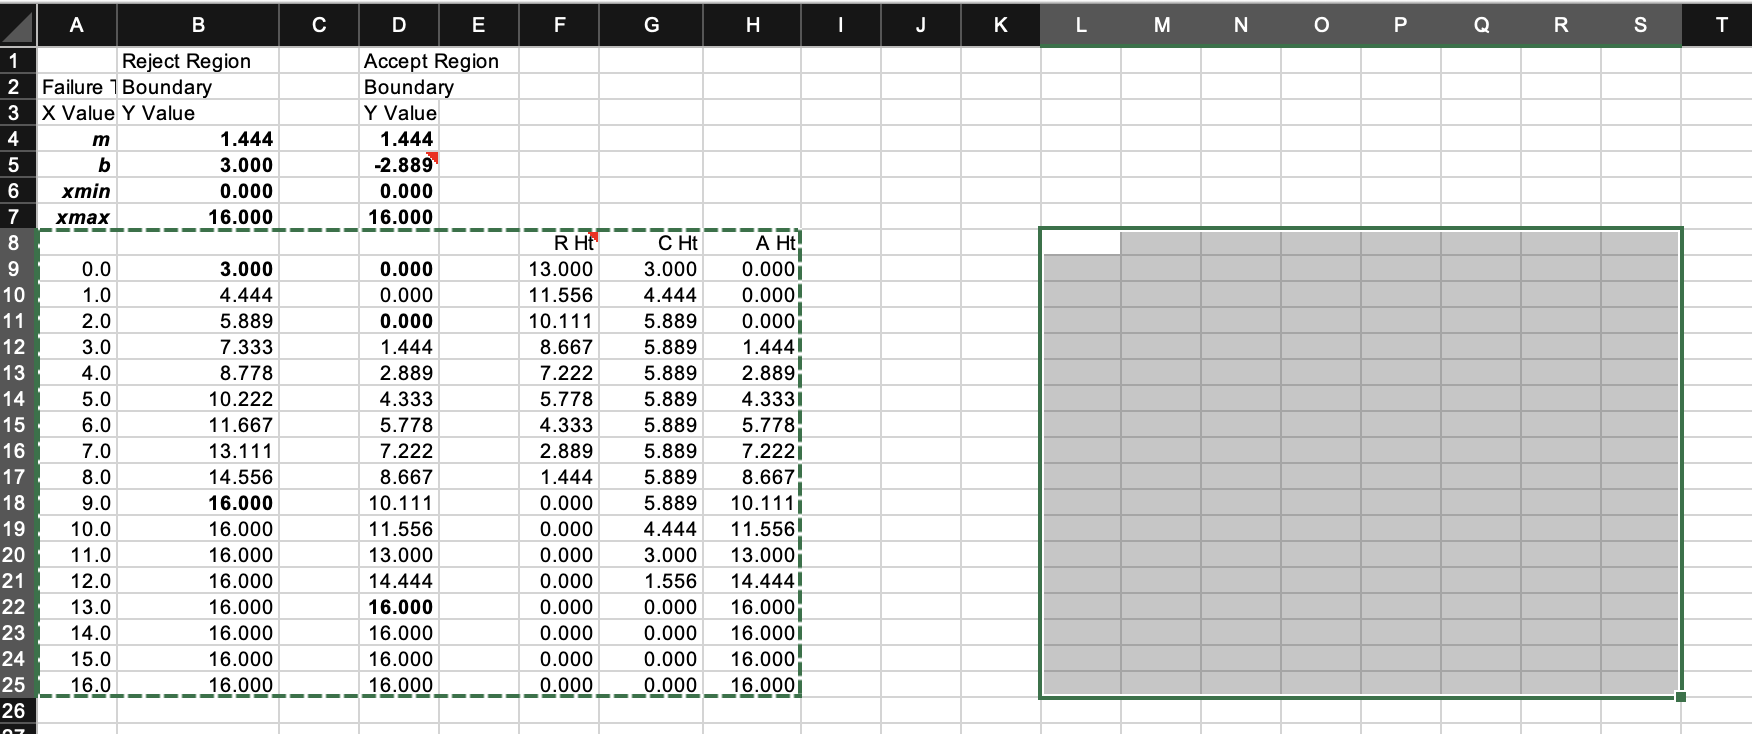 A B C D E F G H I J K L M N O P Q R S T
1 Reject Region Accept Region
2 Failure T Boundary Boundary
3 X Value Y Value Y Value
4 m 1.444 1.444
5 b 3.000 -2.889
6 xmin 0.000 0.000
7 xmax 16.000 16.000
8 R Ht C Ht A Ht
9 0.0 3.000 0.000 13.000 3.000 0.000
10 1.0 4.444 0.000 11.556 4.444 0.000
11 2.0 5.889 0.000 10.111 5.889 0.000
12 3.0 7.333 1.444 8.667 5.889 1.444
13 4.0 8.778 2.889 7.222 5.889 2.889
14 5.0 10.222 4.333 5.778 5.889 4.333
15 6.0 11.667 5.778 4.333 5.889 5.778
16 7.0 13.111 7.222 2.889 5.889 7.222
17 8.0 14.556 8.667 1.444 5.889 8.667
18 9.0 16.000 10.111 0.000 5.889 10.111
19 10.0 16.000 11.556 0.000 4.444 11.556
20 11.0 16.000 13.000 0.000 3.000 13.000
21 12.0 16.000 14.444 0.000 1.556 14.444
22 13.0 16.000 16.000 0.000 0.000 16.000
23 14.0 16.000 16.000 0.000 0.000 16.000
24 15.0 16.000 16.000 0.000 0.000 16.000
25 16.0 16.000 16.000 0.000 0.000 16.000
26